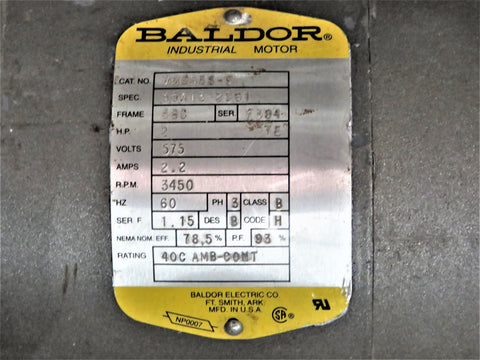 BALDOR®
INDUSTRIAL MOTOR
CAT. NO.
SPEC.
FRAME SER.
H.P. 2
VOLTS 575
AMPS 2.2
R.P.M. 3450
HZ 60 PH 3 CLASS B
SER F 1.15 DES B CODE H
NEMA NOM. EFF. 78.5% P.F. 93 %
RATING 40C AMB-CONT
BALDOR ELECTRIC CO.
FT. SMITH, ARK.
MFD. IN U.S.A.
NP0007